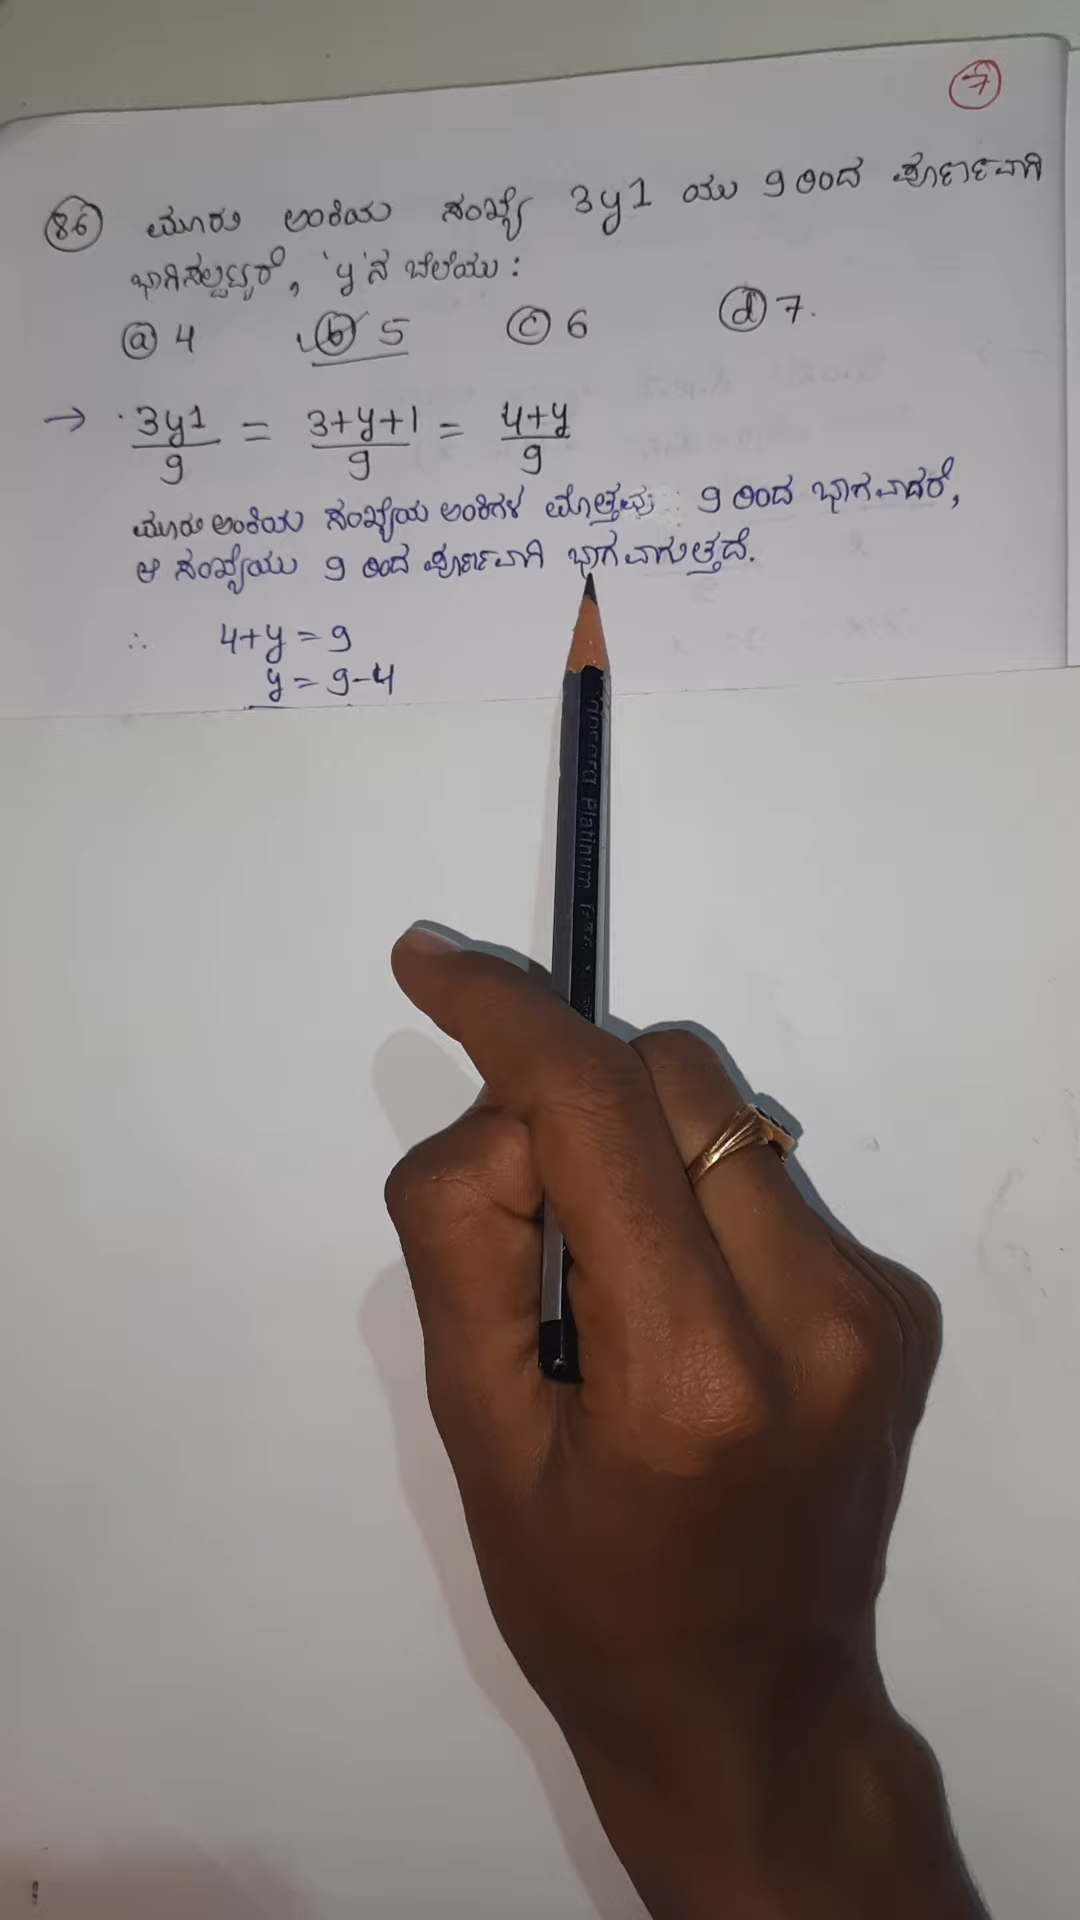 7
86 ಮೂರು ಅಂಕಿಯ ಸಂಖ್ಯೆ 3y1 ಯು 9 ರಿಂದ ಪೂರ್ಣವಾಗಿ
ಭಾಗಿಸಲ್ಪಟ್ಟರೆ, 'y' ನ ಬೆಲೆಯು :
ⓐ 4 ⓑ 5 ⓒ 6 ⓓ 7.
→ 3y1/9 = 3+y+1/9 = 4+y/9
ಮೂರು ಅಂಕಿಯ ಸಂಖ್ಯೆಯ ಅಂಕಿಗಳ ಮೊತ್ತವು 9 ರಿಂದ ಭಾಗವಾದರೆ,
ಆ ಸಂಖ್ಯೆಯು 9 ರಿಂದ ಪೂರ್ಣವಾಗಿ ಭಾಗವಾಗುತ್ತದೆ.
∴ 4+y = 9
y = 9-4
Platinum